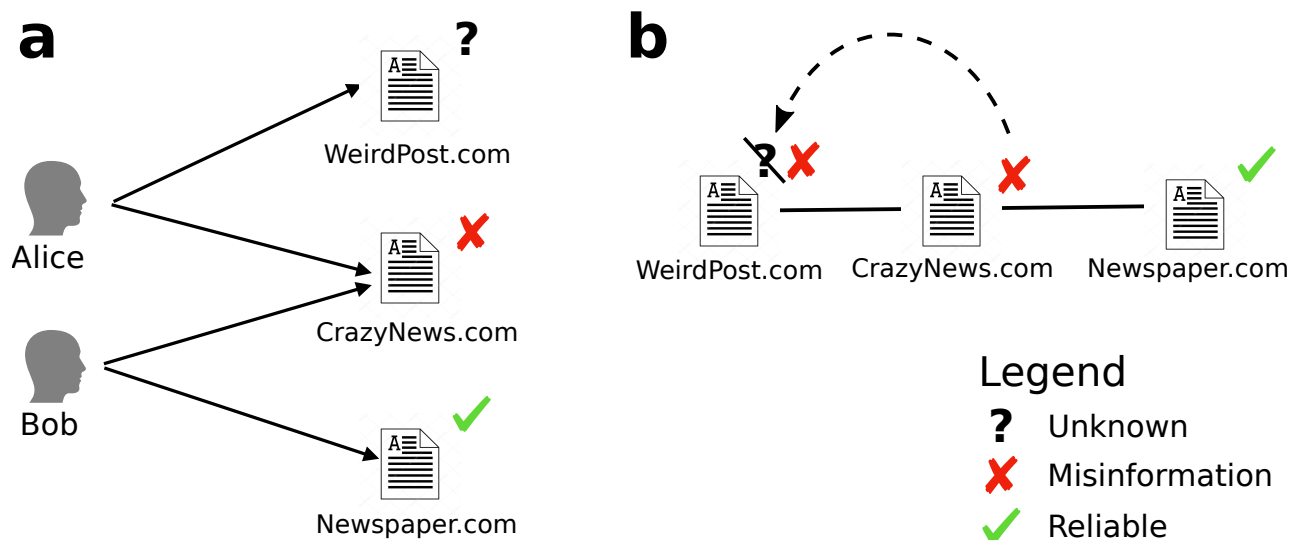 a
?
WeirdPost.com
Alice
CrazyNews.com
Bob
Newspaper.com
b
?
WeirdPost.com
CrazyNews.com
Newspaper.com
Legend
? Unknown
Misinformation
Reliable